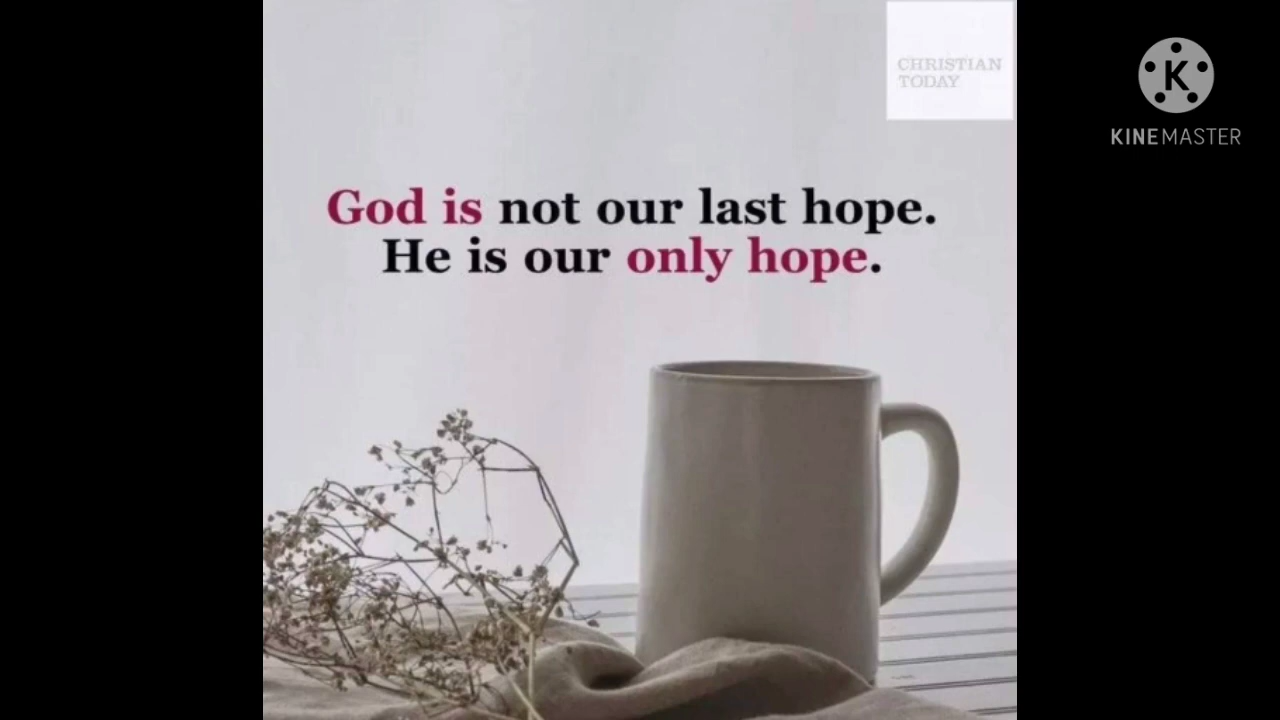 CHRISTIAN
TODAY
K
KINEMASTER
God is not our last hope.
He is our only hope.